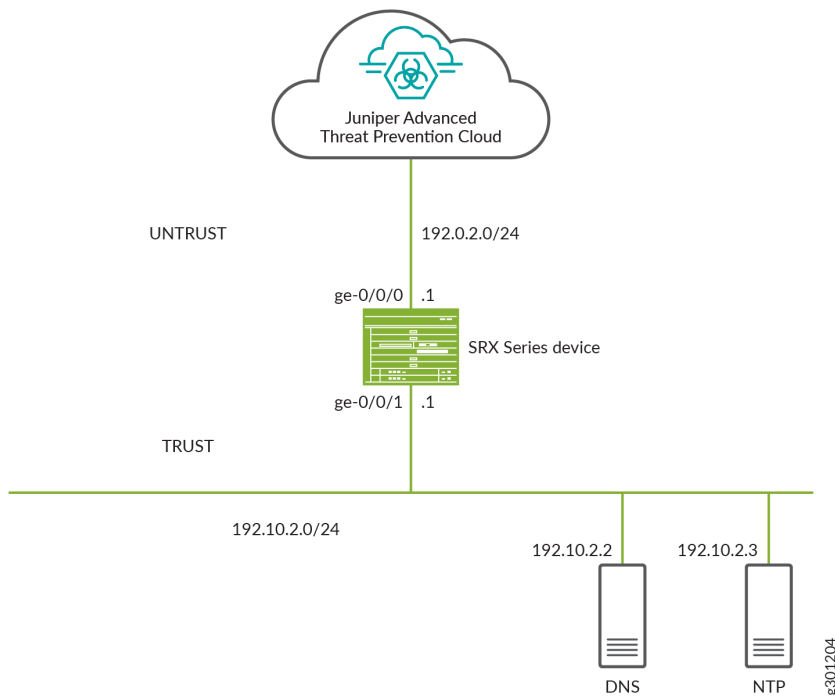 Juniper Advanced
Threat Prevention Cloud
UNTRUST
192.0.2.0/24
ge-0/0/0 .1
SRX Series device
ge-0/0/1 .1
TRUST
192.10.2.0/24
192.10.2.2
192.10.2.3
DNS
NTP
g301204